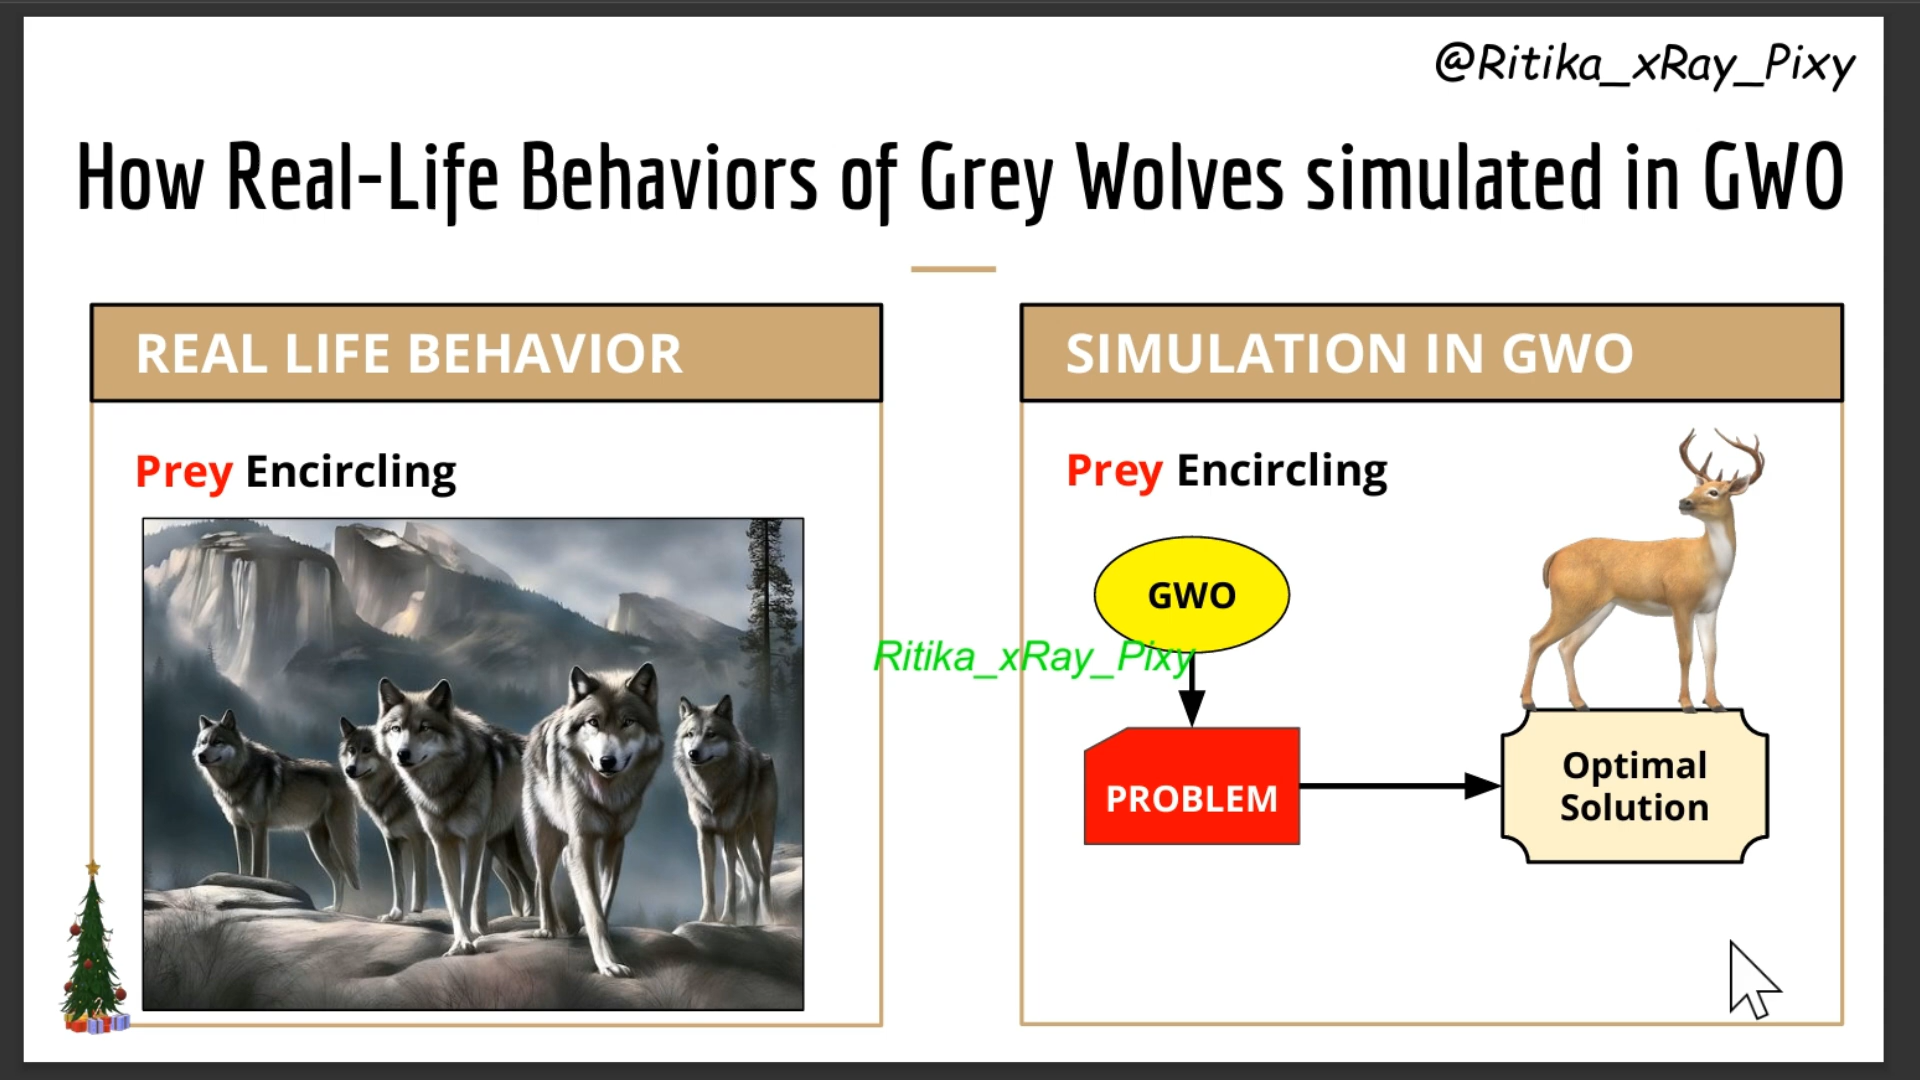 @Ritika_xRay_Pixy
How Real-Life Behaviors of Grey Wolves simulated in GWO
REAL LIFE BEHAVIOR
Prey Encircling
SIMULATION IN GWO
Prey Encircling
GWO
Ritika_xRay_Pixy
PROBLEM
Optimal
Solution